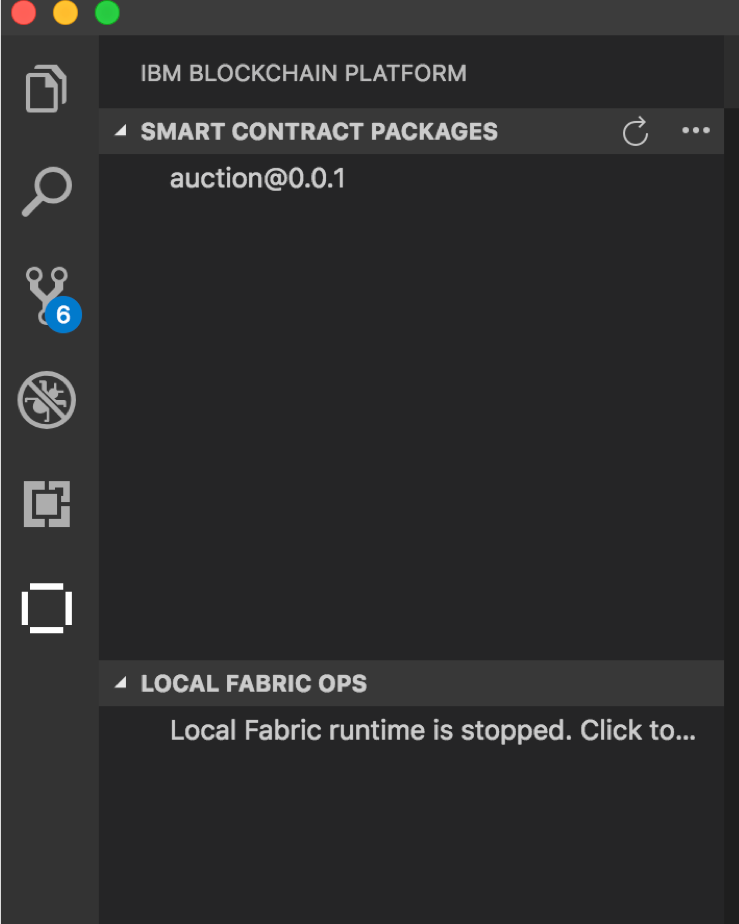 IBM BLOCKCHAIN PLATFORM
SMART CONTRACT PACKAGES
auction@0.0.1
6
LOCAL FABRIC OPS
Local Fabric runtime is stopped. Click to...